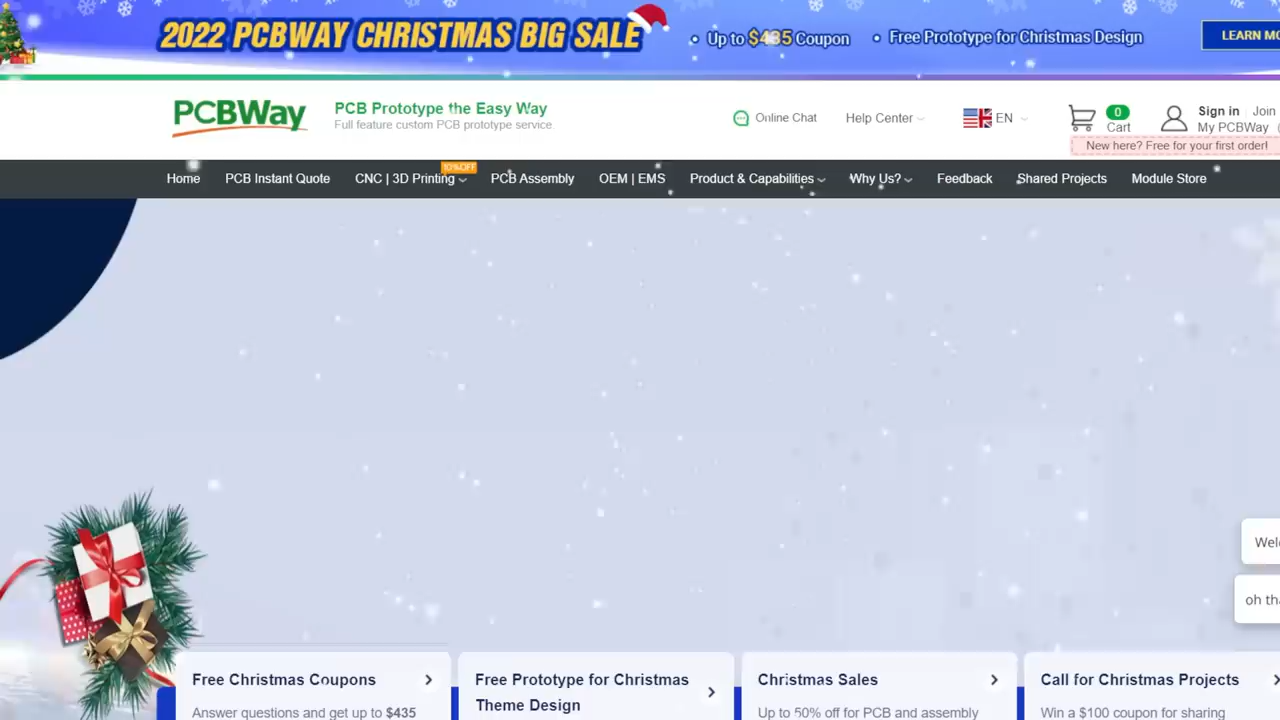 2022 PCBWAY CHRISTMAS BIG SALE
Up to $435 Coupon
Free Prototype for Christmas Design
LEARN MO
PCBWay
PCB Prototype the Easy Way
Full feature custom PCB prototype service.
Online Chat
Help Center
EN
0
Cart
Sign in
Join
My PCBWay
New here? Free for your first order!
10%OFF
Home
PCB Instant Quote
CNC | 3D Printing
PCB Assembly
OEM | EMS
Product & Capabilities
Why Us?
Feedback
Shared Projects
Module Store
Welc
oh tha
Free Christmas Coupons
Answer questions and get up to $435
Free Prototype for Christmas
Theme Design
Christmas Sales
Up to 50% off for PCB and assembly
Call for Christmas Projects
Win a $100 coupon for sharing